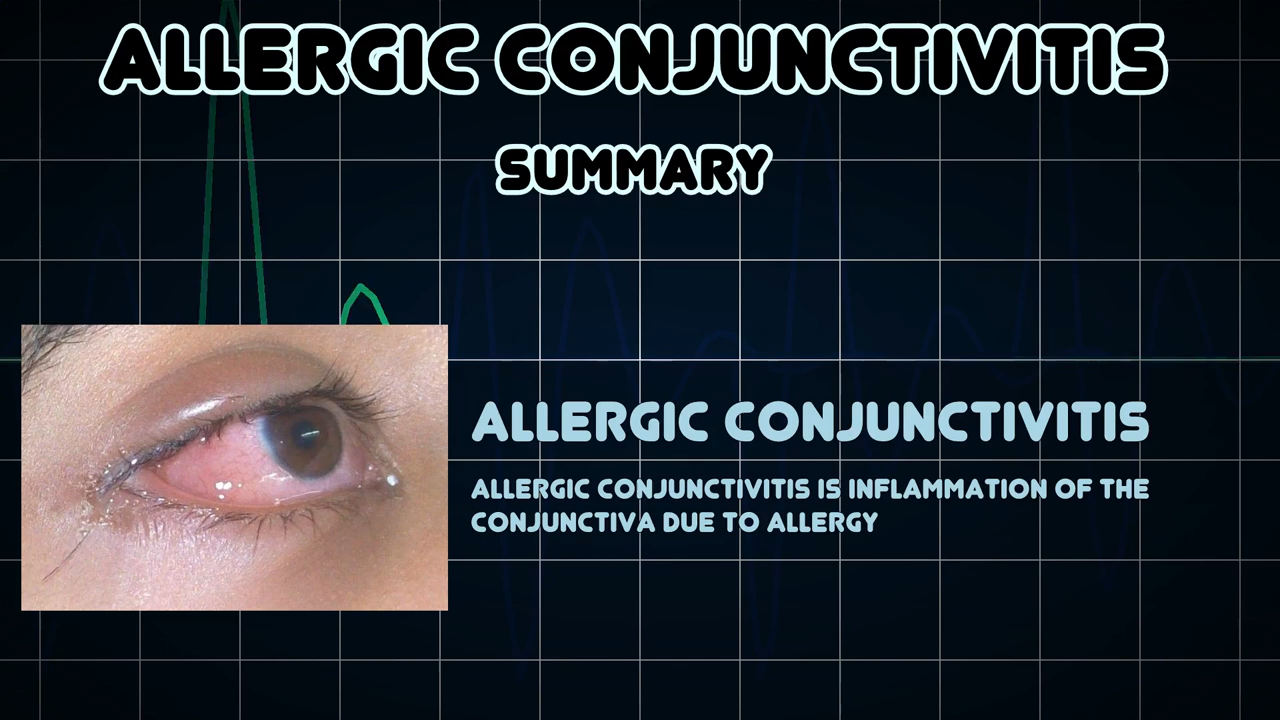 ALLERGIC CONJUNCTIVITIS
SUMMARY
ALLERGIC CONJUNCTIVITIS
ALLERGIC CONJUNCTIVITIS IS INFLAMMATION OF THE
CONJUNCTIVA DUE TO ALLERGY